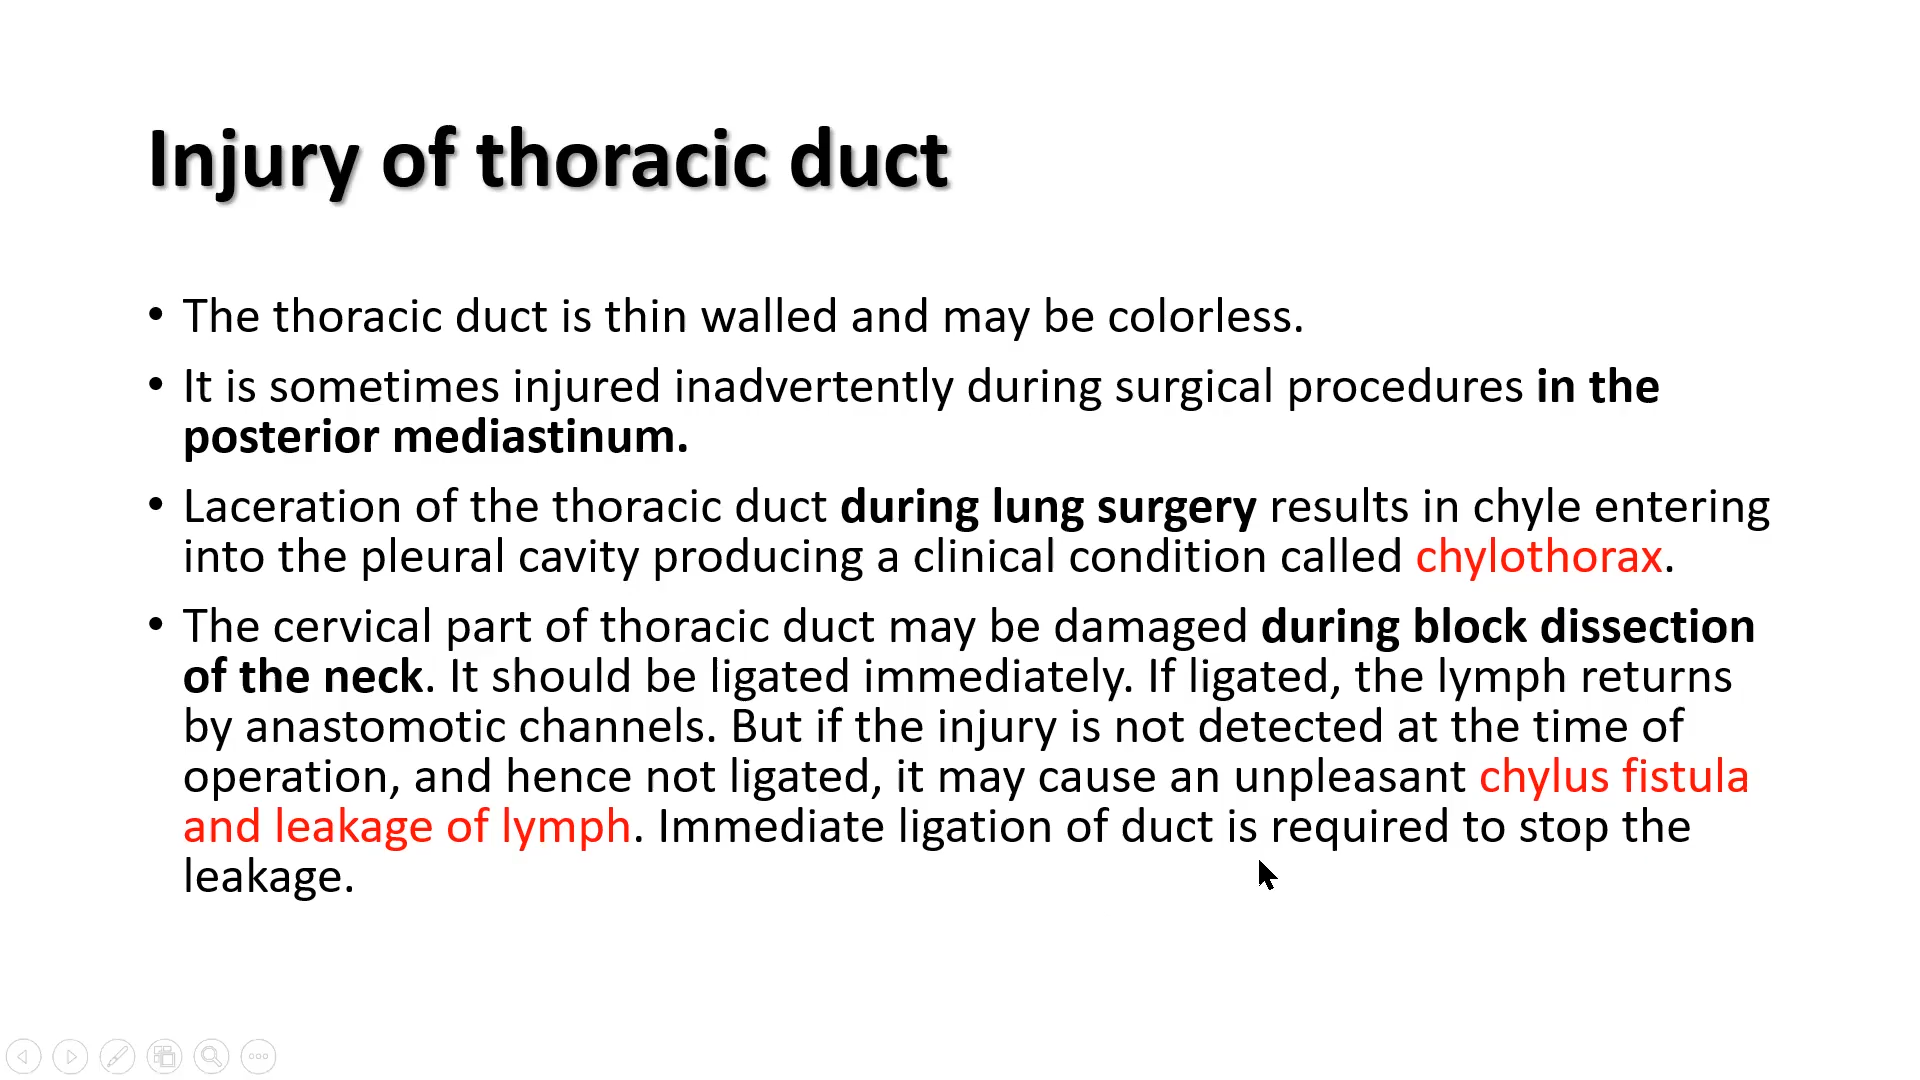 Injury of thoracic duct
• The thoracic duct is thin walled and may be colorless.
• It is sometimes injured inadvertently during surgical procedures in the
posterior mediastinum.
• Laceration of the thoracic duct during lung surgery results in chyle entering
into the pleural cavity producing a clinical condition called chylothorax.
• The cervical part of thoracic duct may be damaged during block dissection
of the neck. It should be ligated immediately. If ligated, the lymph returns
by anastomotic channels. But if the injury is not detected at the time of
operation, and hence not ligated, it may cause an unpleasant chylus fistula
and leakage of lymph. Immediate ligation of duct is required to stop the
leakage.